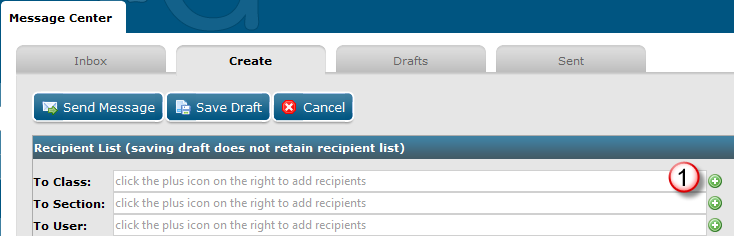 Message Center
Inbox Create Drafts Sent
Send Message Save Draft Cancel
Recipient List (saving draft does not retain recipient list)
To Class: click the plus icon on the right to add recipients 1
To Section: click the plus icon on the right to add recipients
To User: click the plus icon on the right to add recipients